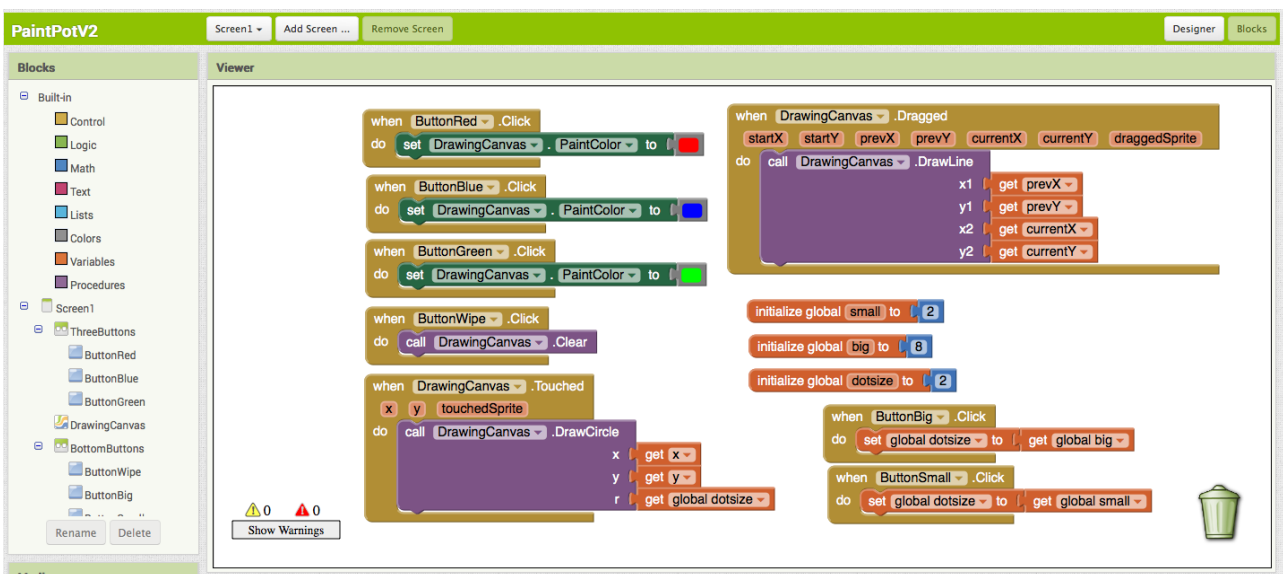 PaintPotV2
Screen1 Add Screen ... Remove Screen Designer Blocks
Blocks
Built-in
Control
Logic
Math
Text
Lists
Colors
Variables
Procedures
Screen1
ThreeButtons
ButtonRed
ButtonBlue
ButtonGreen
DrawingCanvas
BottomButtons
ButtonWipe
ButtonBig
Rename Delete
Viewer
when ButtonRed .Click
do set DrawingCanvas . PaintColor to
when ButtonBlue .Click
do set DrawingCanvas . PaintColor to
when ButtonGreen .Click
do set DrawingCanvas . PaintColor to
when ButtonWipe .Click
do call DrawingCanvas .Clear
when DrawingCanvas .Touched
x y touchedSprite
do call DrawingCanvas .DrawCircle
x get x
y get y
r get global dotsize
when DrawingCanvas .Dragged
startX startY prevX prevY currentX currentY draggedSprite
do call DrawingCanvas .DrawLine
x1 get prevX
y1 get prevY
x2 get currentX
y2 get currentY
initialize global small to 2
initialize global big to 8
initialize global dotsize to 2
when ButtonBig .Click
do set global dotsize to get global big
when ButtonSmall .Click
do set global dotsize to get global small
0 0
Show Warnings